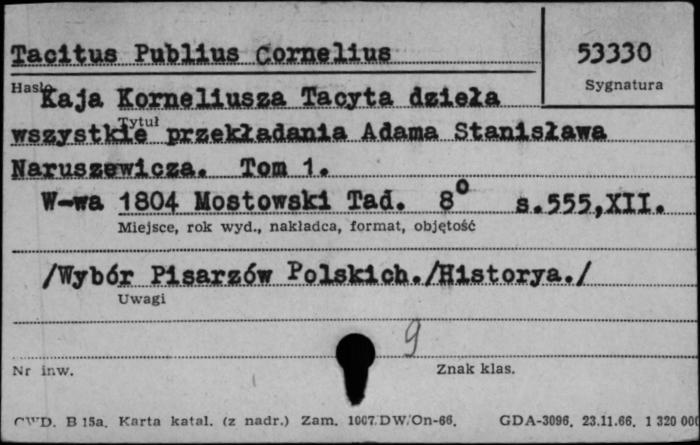 Tacitus Publius Cornelius
53330
Hasło
Sygnatura
Kaja Korneliusza Tacyta dzieła
Tytuł
wszystkie przekładania Adama Stanisława
Naruszewicza. Tom 1.
W-wa 1804 Mostowski Tad. 8° s.555,XII.
Miejsce, rok wyd., nakładca, format, objętość
/Wybór Pisarzów Polskich./Historya./
Uwagi
9
Nr inw.
Znak klas.
CWD. B 15a. Karta katal. (z nadr.) Zam. 1007/DW/On-66. GDA-3096. 23.11.66. 1 320 000